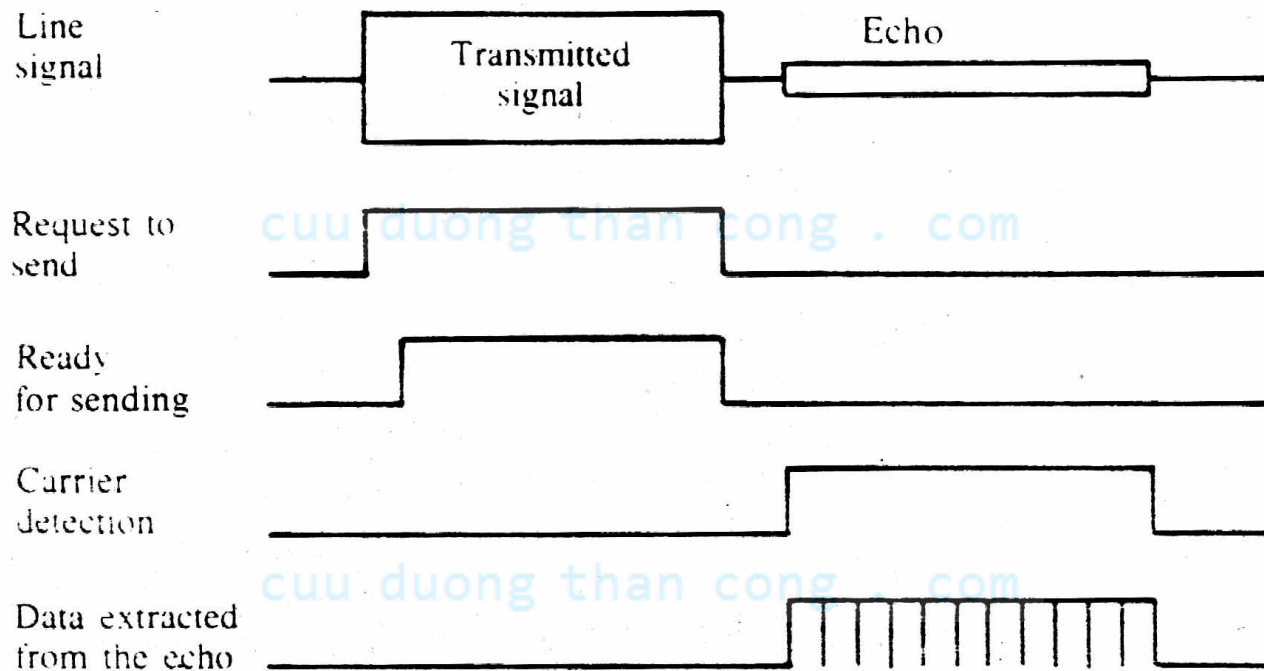 Line
signal
Transmitted
signal
Echo
Request to
send
cuu duong than cong . com
Ready
for sending
Carrier
detection
cuu duong than cong . com
Data extracted
from the echo